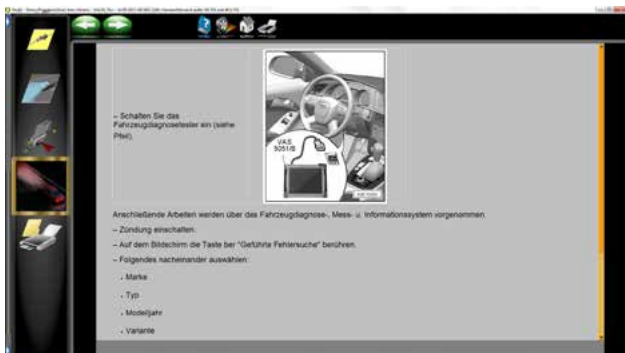 – Schalten Sie das
Fahrzeugdiagnosetester ein (siehe
Pfeil).
VAS
5051/B
Anschließende Arbeiten werden über das Fahrzeugdiagnose-, Mess- u. Informationssystem vorgenommen.
– Zündung einschalten.
– Auf dem Bildschirm die Taste ber "Geführte Fehlersuche" berühren.
– Folgendes nacheinander auswählen:
Marke
Typ
Modelljahr
Variante